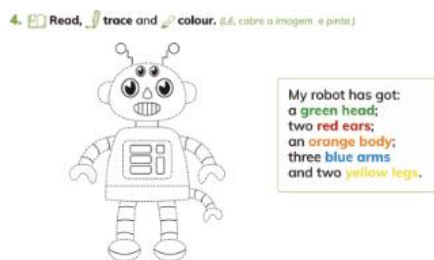 4. Read, trace and colour. (Lê, cobre a imagem e pinta.)
My robot has got:
a green head;
two red ears;
an orange body;
three blue arms
and two yellow legs.